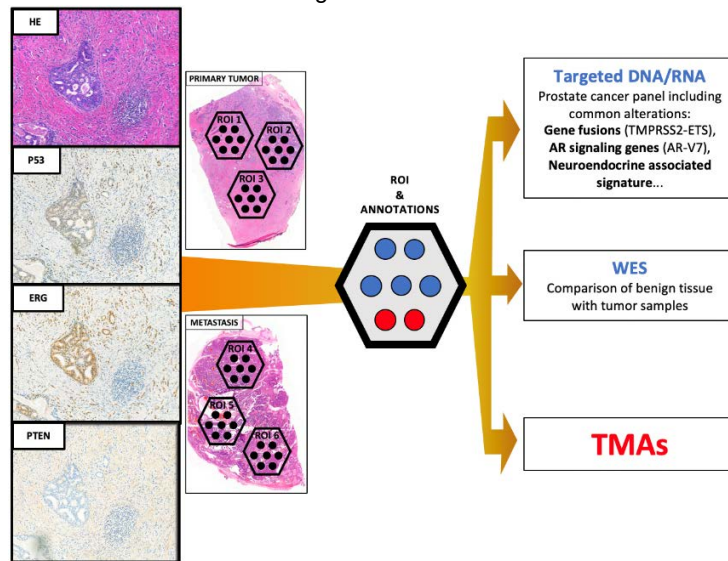 HE
P53
ERG
PTEN
PRIMARY TUMOR
ROI 1
ROI 2
ROI 3
METASTASIS
ROI 4
ROI 5
ROI 6
ROI
&
ANNOTATIONS
Targeted DNA/RNA
Prostate cancer panel including
common alterations:
Gene fusions (TMPRSS2-ETS),
AR signaling genes (AR-V7),
Neuroendocrine associated
signature...
WES
Comparison of benign tissue
with tumor samples
TMAs